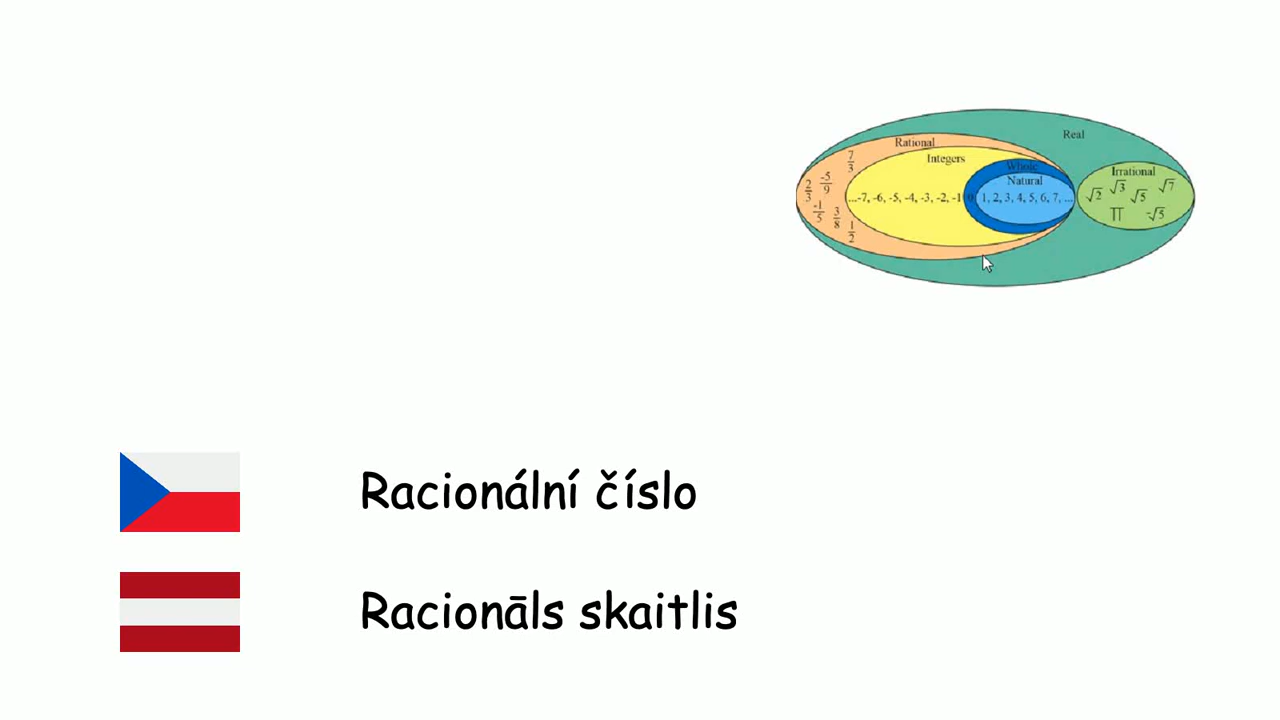 Real
Rational
Integers
Whole
Natural
Irrational
7/3
-5/9
2/3
-1/5
3/8
1/2
...-7, -6, -5, -4, -3, -2, -1
0
1, 2, 3, 4, 5, 6, 7, ...
√2
√3
√5
√7
∏
-√5
Racionální číslo
Racionāls skaitlis